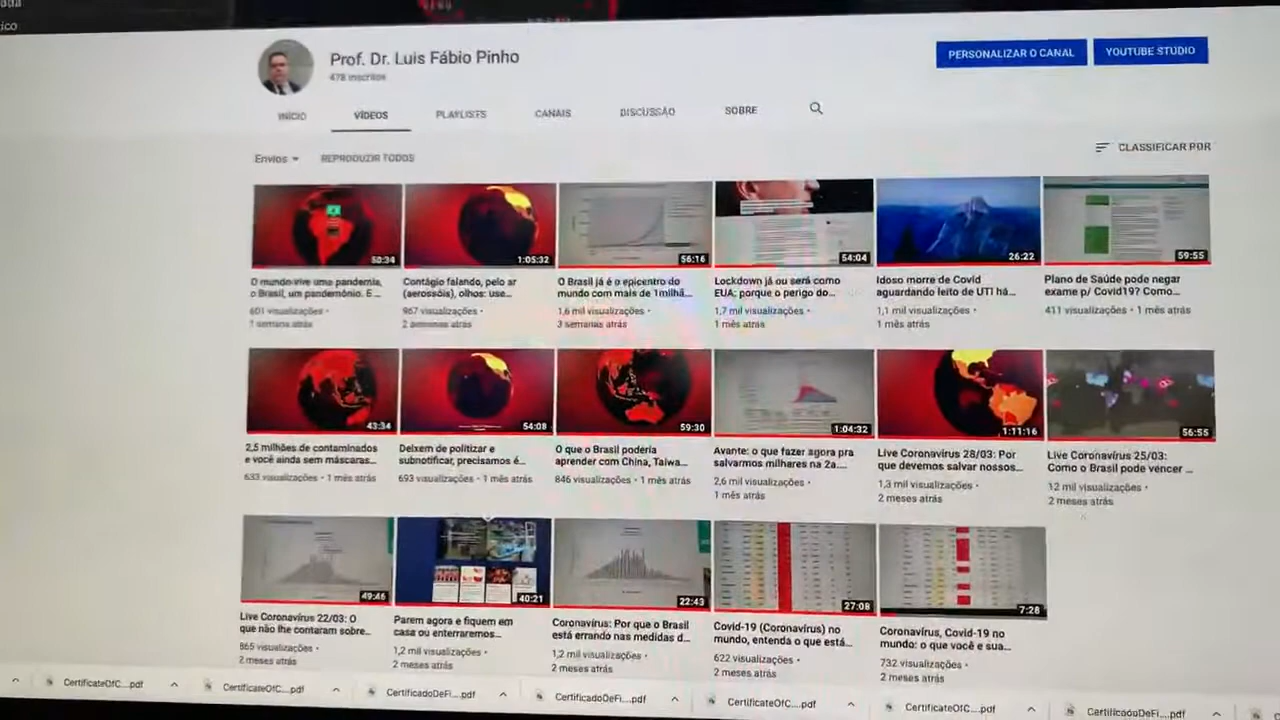 ico
Prof. Dr. Luis Fábio Pinho
478 inscritos
PERSONALIZAR O CANAL
YOUTUBE STUDIO
INÍCIO
VÍDEOS
PLAYLISTS
CANAIS
DISCUSSÃO
SOBRE
Envios
REPRODUZIR TODOS
CLASSIFICAR POR
50:34
1:05:32
56:16
54:04
26:22
59:55
O mundo vive uma pandemia,
o Brasil, um pandemônio. E ...
601 visualizações •
1 semana atrás
Contágio falando, pelo ar
(aerossóis), olhos: use...
967 visualizações •
2 semanas atrás
O Brasil já é o epicentro do
mundo com mais de 1milhã...
1,6 mil visualizações •
3 semanas atrás
Lockdown já ou será como
EUA: porque o perigo do...
1,7 mil visualizações •
1 mês atrás
Idoso morre de Covid
aguardando leito de UTI há...
1,1 mil visualizações •
1 mês atrás
Plano de Saúde pode negar
exame p/ Covid19? Como...
411 visualizações • 1 mês atrás
43:34
54:08
59:30
1:04:32
1:11:16
56:55
2,5 milhões de contaminados
e você ainda sem máscaras...
633 visualizações • 1 mês atrás
Deixem de politizar e
subnotificar, precisamos é...
693 visualizações • 1 mês atrás
O que o Brasil poderia
aprender com China, Taiwa...
846 visualizações • 1 mês atrás
Avante: o que fazer agora pra
salvarmos milhares na 2a....
2,6 mil visualizações •
1 mês atrás
Live Coronavírus 28/03: Por
que devemos salvar nossos...
1,3 mil visualizações •
2 meses atrás
Live Coronavírus 25/03:
Como o Brasil pode vencer ...
12 mil visualizações •
2 meses atrás
49:46
40:21
22:43
27:08
7:28
Live Coronavírus 22/03: O
que não lhe contaram sobre...
865 visualizações •
2 meses atrás
Parem agora e fiquem em
casa ou enterraremos...
1,2 mil visualizações •
2 meses atrás
Coronavírus: Por que o Brasil
está errando nas medidas d...
1,2 mil visualizações •
2 meses atrás
Covid-19 (Coronavírus) no
mundo, entenda o que está...
622 visualizações •
2 meses atrás
Coronavírus, Covid-19 no
mundo: o que você e sua...
732 visualizações •
2 meses atrás
CertificateOfC....pdf
CertificateOfC....pdf
CertificadoDeFi....pdf
CertificadoDeFi....pdf
CertificateOfC....pdf
CertificateOfC....pdf
CertificadoDeFi....pdf